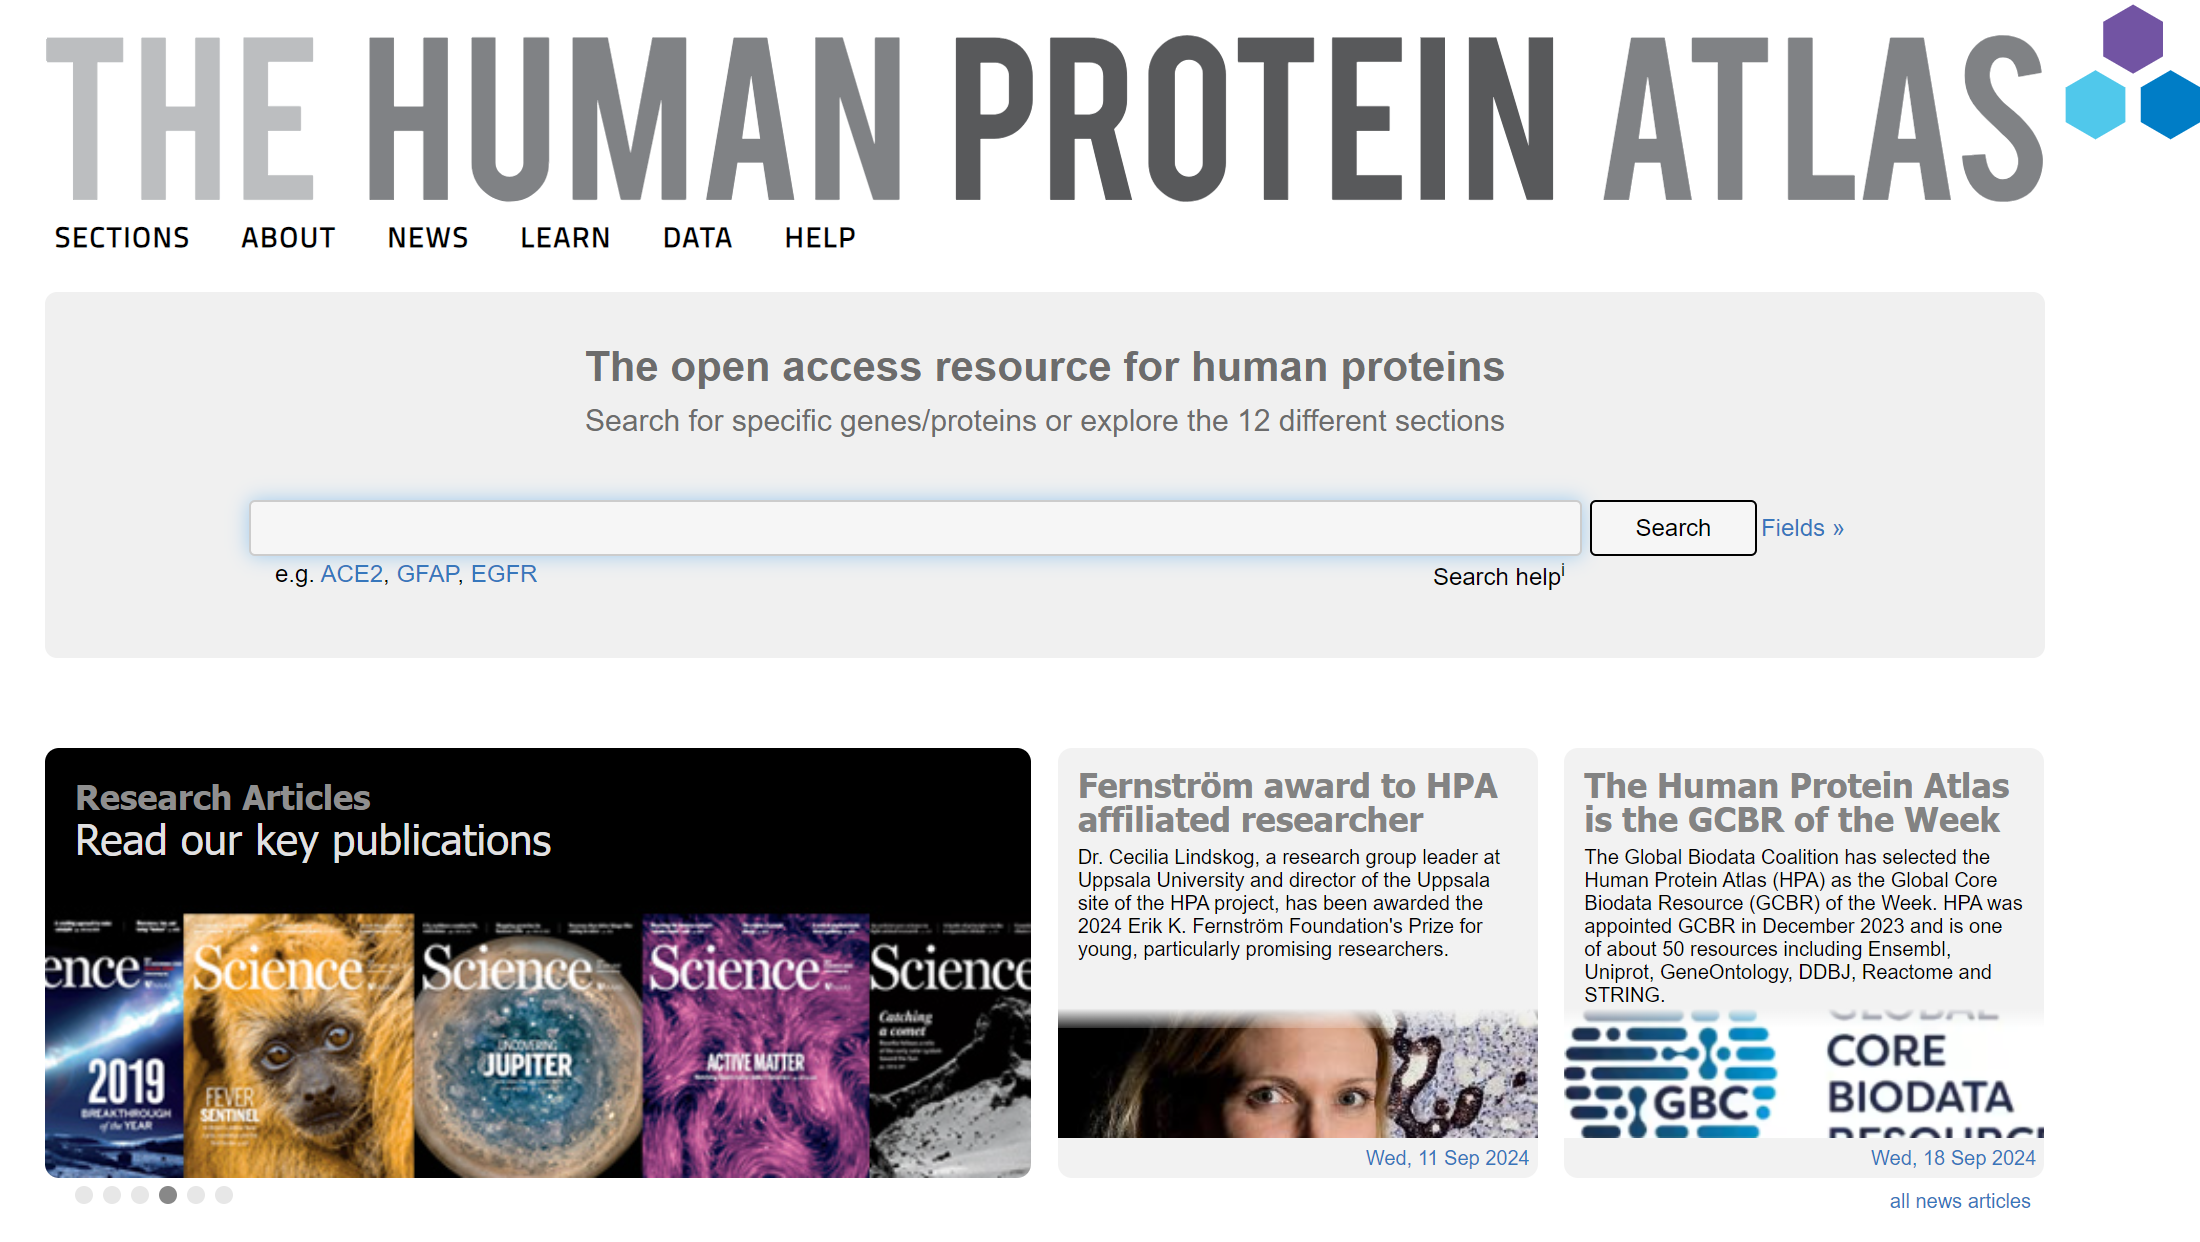 THE HUMAN PROTEIN ATLAS
SECTIONS ABOUT NEWS LEARN DATA HELP
The open access resource for human proteins
Search for specific genes/proteins or explore the 12 different sections
Search Fields »
e.g. ACE2, GFAP, EGFR
Search helpⁱ
Research Articles
Read our key publications
ence Science Science Science Science
2019
BREAKTHROUGH
of the YEAR
FEVER
SENTINEL
UNCOVERING
JUPITER
ACTIVE MATTER
Catching
a comet
Fernström award to HPA
affiliated researcher
Dr. Cecilia Lindskog, a research group leader at
Uppsala University and director of the Uppsala
site of the HPA project, has been awarded the
2024 Erik K. Fernström Foundation's Prize for
young, particularly promising researchers.
Wed, 11 Sep 2024
The Human Protein Atlas
is the GCBR of the Week
The Global Biodata Coalition has selected the
Human Protein Atlas (HPA) as the Global Core
Biodata Resource (GCBR) of the Week. HPA was
appointed GCBR in December 2023 and is one
of about 50 resources including Ensembl,
Uniprot, GeneOntology, DDBJ, Reactome and
STRING.
GBC
GLOBAL
CORE
BIODATA
RESOURC
Wed, 18 Sep 2024
all news articles